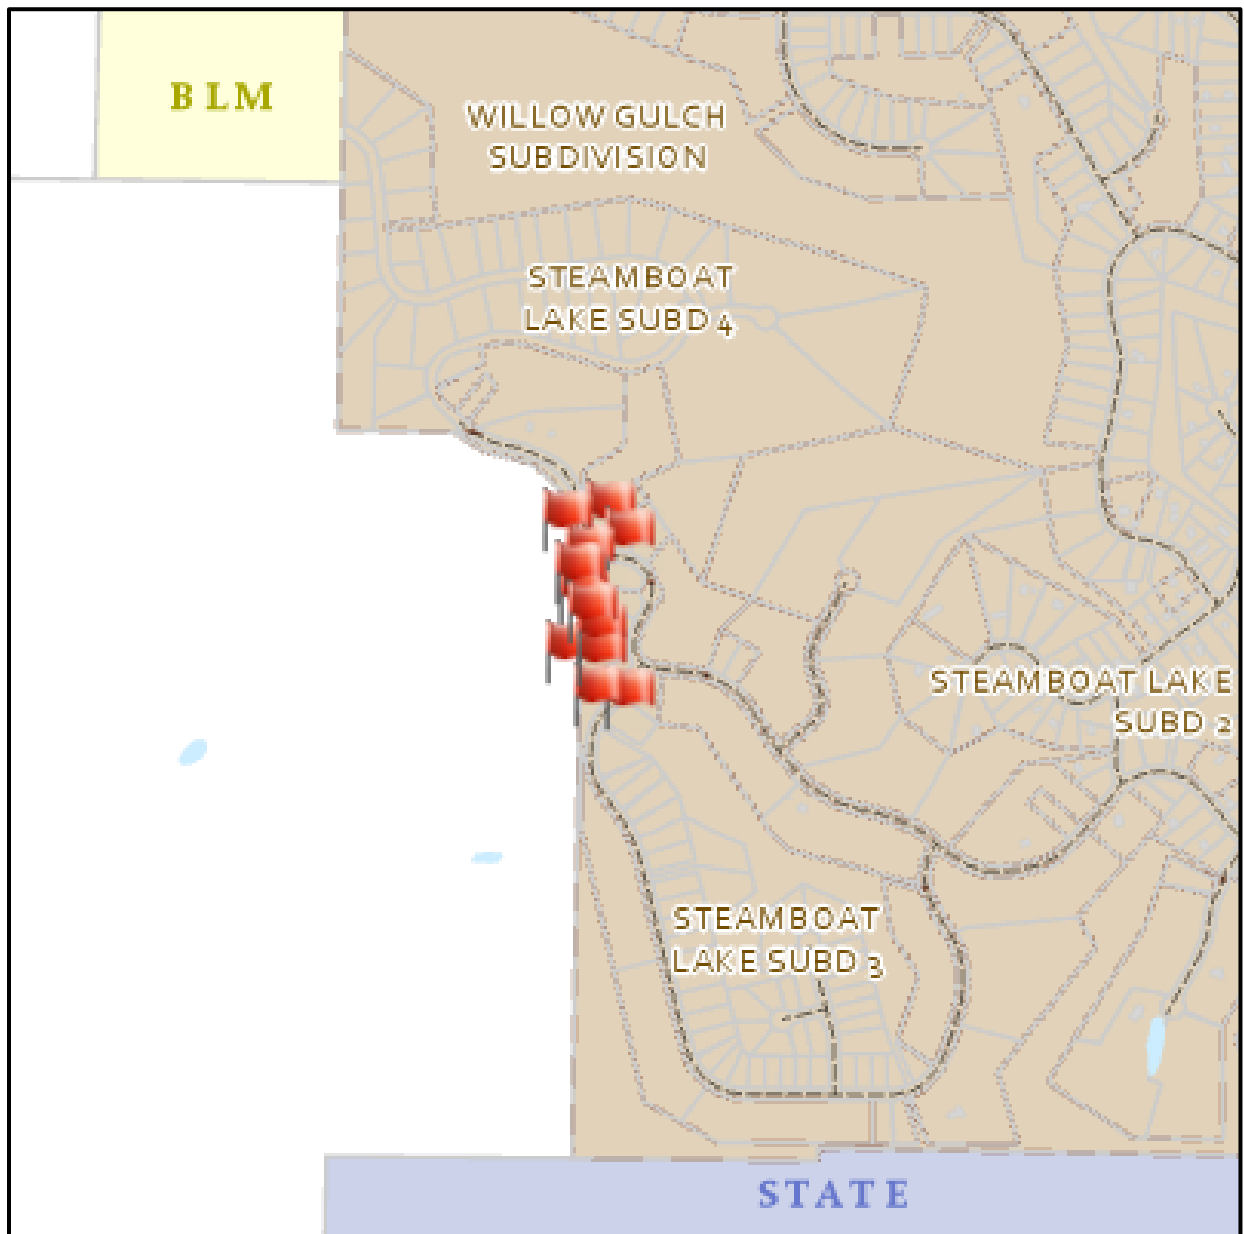 BLM
WILLOW GULCH
SUBDIVISION
STEAMBOAT
LAKE SUBD 4
STEAMBOAT LAKE
SUBD 2
STEAMBOAT
LAKE SUBD 3
STATE